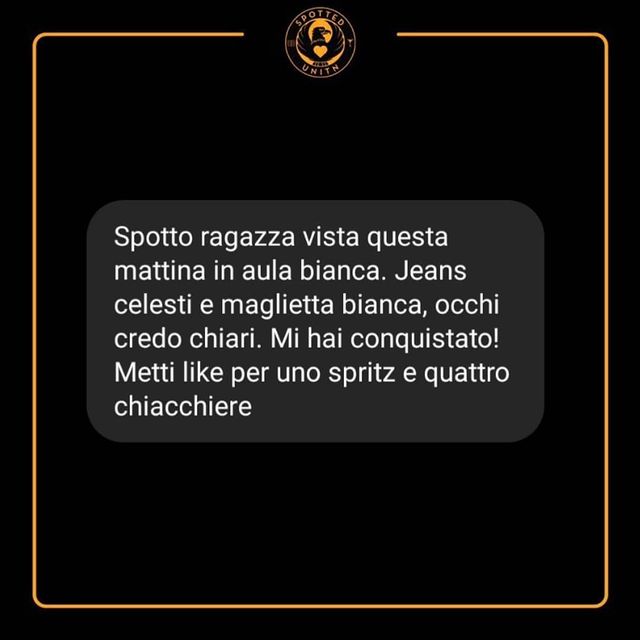 SPOTTED
UNITN
Spotto ragazza vista questa
mattina in aula bianca. Jeans
celesti e maglietta bianca, occhi
credo chiari. Mi hai conquistato!
Metti like per uno spritz e quattro
chiacchiere